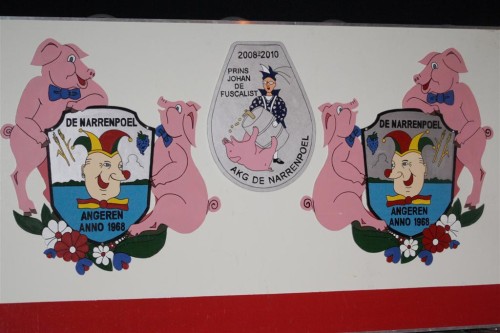 DE NARRENPOEL
ANGEREN
ANNO 1968
2008-2010
PRINS
JOHAN
DE
FUSCALIST
AKG DE NARRENPOEL
DE NARRENPOEL
ANGEREN
ANNO 1968